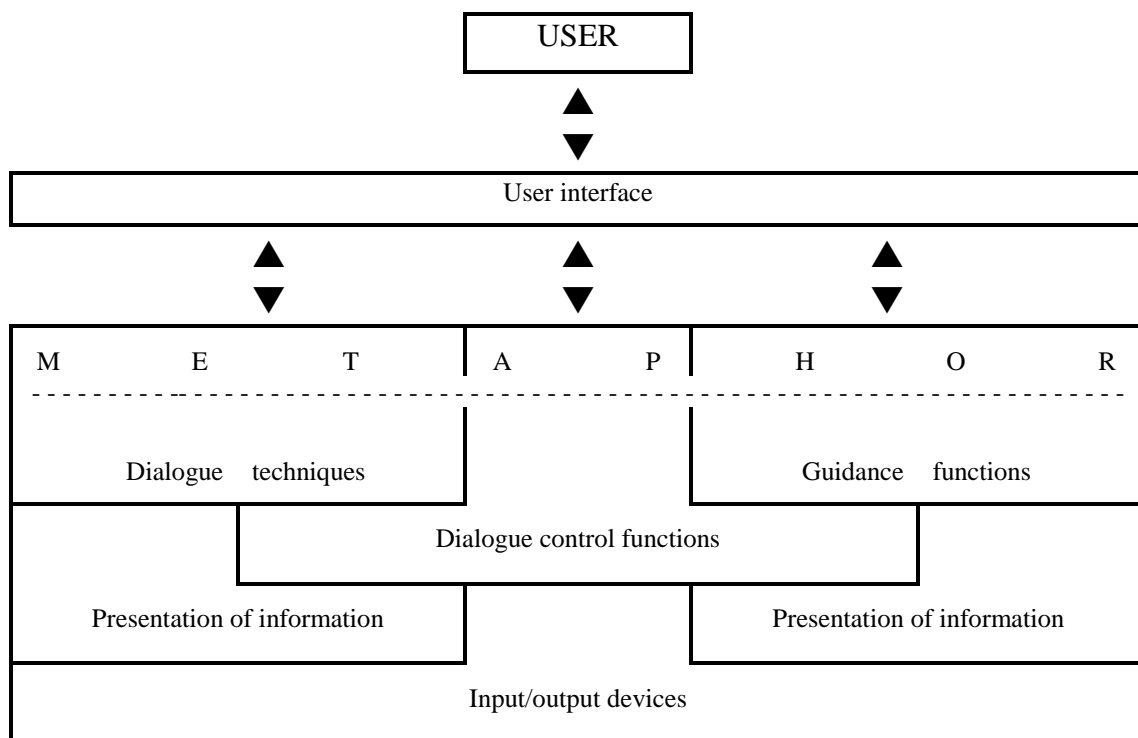 USER
User interface
M E T A P H O R
Dialogue techniques Guidance functions
Dialogue control functions
Presentation of information Presentation of information
Input/output devices